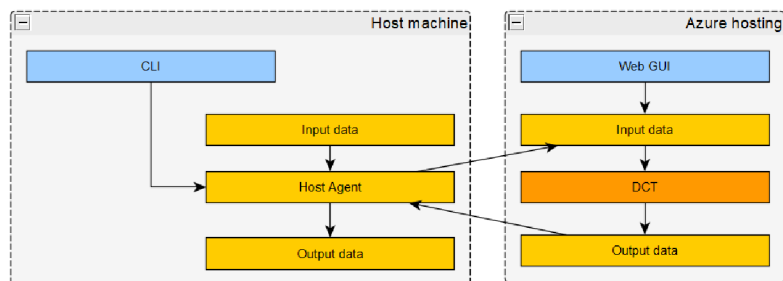 Host machine
CLI
Input data
Host Agent
Output data
Azure hosting
Web GUI
Input data
DCT
Output data